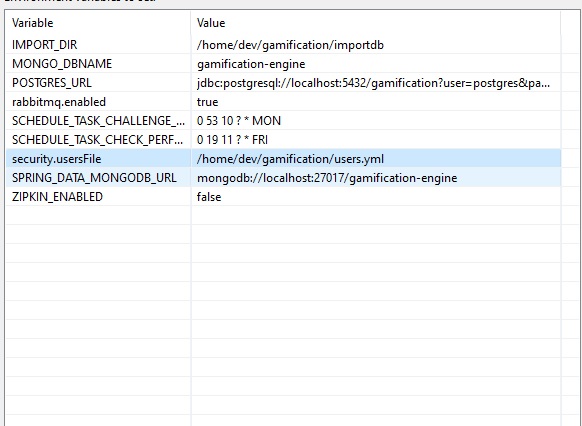 Variable Value
IMPORT_DIR /home/dev/gamification/importdb
MONGO_DBNAME gamification-engine
POSTGRES_URL jdbc:postgresql://localhost:5432/gamification?user=postgres&pa...
rabbitmq.enabled true
SCHEDULE_TASK_CHALLENGE_... 0 53 10 ? * MON
SCHEDULE_TASK_CHECK_PERF... 0 19 11 ? * FRI
security.usersFile /home/dev/gamification/users.yml
SPRING_DATA_MONGODB_URL mongodb://localhost:27017/gamification-engine
ZIPKIN_ENABLED false